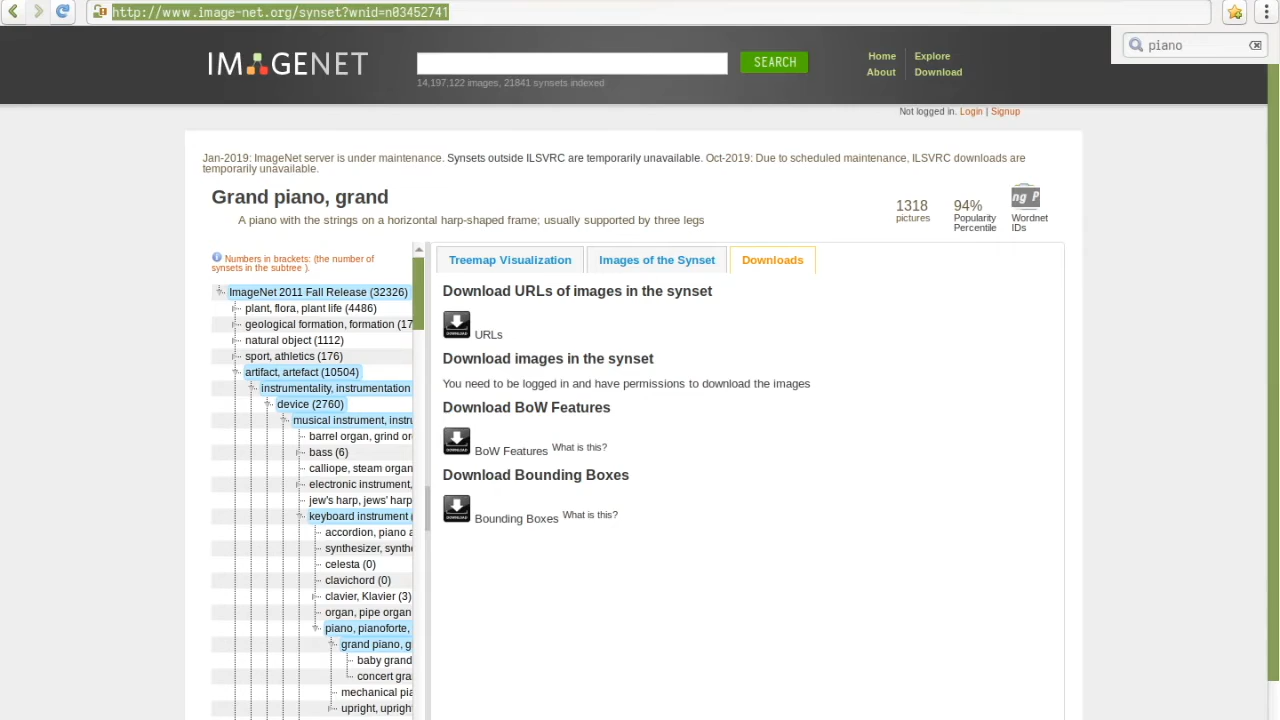 http://www.image-net.org/synset?wnid=n03452741
piano
IMAGENET
SEARCH
14,197,122 images, 21841 synsets indexed
Home
Explore
About
Download
Not logged in. Login | Signup
Jan-2019: ImageNet server is under maintenance. Synsets outside ILSVRC are temporarily unavailable. Oct-2019: Due to scheduled maintenance, ILSVRC downloads are
temporarily unavailable.
Grand piano, grand
A piano with the strings on a horizontal harp-shaped frame; usually supported by three legs
1318
pictures
94%
Popularity
Percentile
ng P
Wordnet
IDs
Numbers in brackets: (the number of
synsets in the subtree ).
ImageNet 2011 Fall Release (32326)
plant, flora, plant life (4486)
geological formation, formation (17
natural object (1112)
sport, athletics (176)
artifact, artefact (10504)
instrumentality, instrumentation
device (2760)
musical instrument, instru
barrel organ, grind or
bass (6)
calliope, steam organ
electronic instrument,
jew's harp, jews' harp
keyboard instrument (
accordion, piano a
synthesizer, synthe
celesta (0)
clavichord (0)
clavier, Klavier (3)
organ, pipe organ
piano, pianoforte,
grand piano, g
baby grand
concert gra
mechanical pia
upright, upright
Treemap Visualization
Images of the Synset
Downloads
Download URLs of images in the synset
DOWNLOAD
URLs
Download images in the synset
You need to be logged in and have permissions to download the images
Download BoW Features
DOWNLOAD
BoW Features What is this?
Download Bounding Boxes
DOWNLOAD
Bounding Boxes What is this?